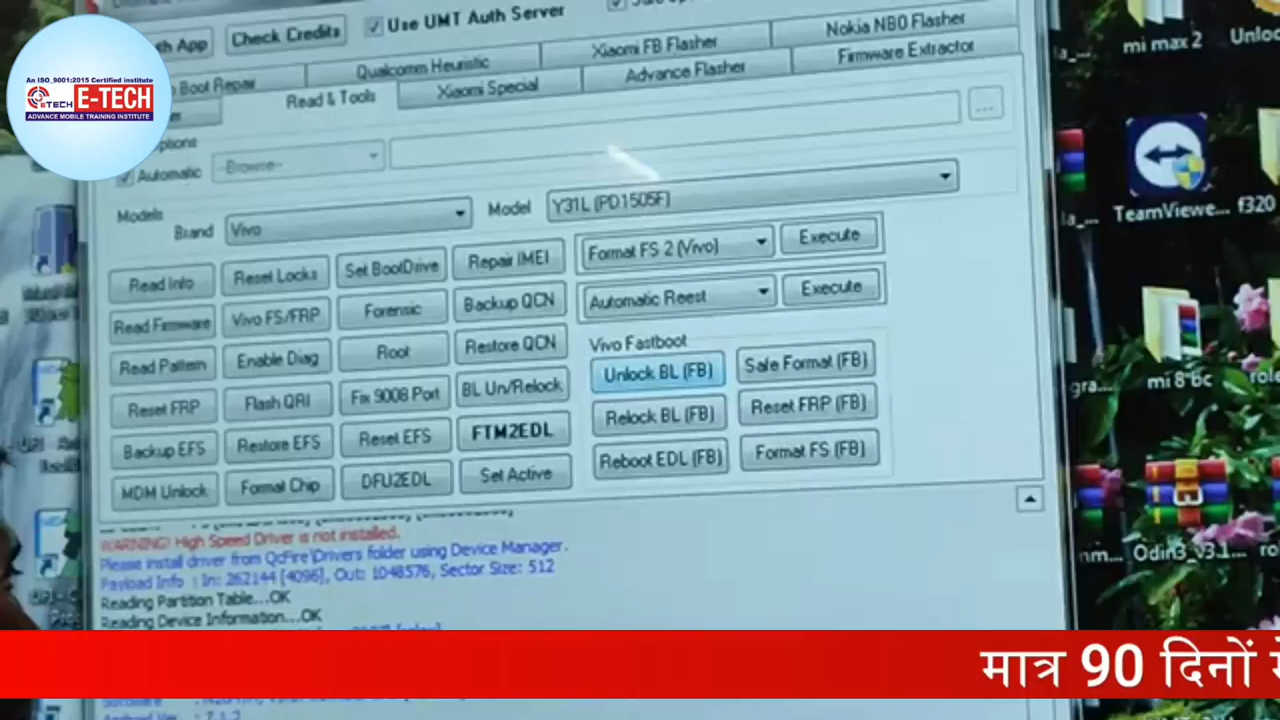 An ISO_9001:2015 Certified institute
eTECH E-TECH
ADVANCE MOBILE TRAINING INSTITUTE
App Check Credits Use UMT Auth Server
Boot Repair Qualcomm Heuristic Xiaomi FB Flasher Nokia NB0 Flasher
Read & Tools Xiaomi Special Advance Flasher Firmware Extractor
Automatic -Browse- ...
Models
Brand Vivo Model Y31L (PD1505F)
Read Info Reset Locks Set BootDrive Repair IMEI Format FS 2 (Vivo) Execute
Read Firmware Vivo FS/FRP Forensic Backup QCN Automatic Reest Execute
Read Pattern Enable Diag Root Restore QCN
Vivo Fastboot
Unlock BL (FB) Safe Format (FB)
Reset FRP Flash QRI Fix 9008 Port BL Un/Relock Relock BL (FB) Reset FRP (FB)
Backup EFS Restore EFS Reset EFS FTM2EDL Reboot EDL (FB) Format FS (FB)
MDM Unlock Format Chip DFU2EDL Set Active
WARNING! High Speed Driver is not installed.
Please install driver from QcFire\Drivers folder using Device Manager.
Payload Info : In: 262144 [4096], Out: 1048576, Sector Size: 512
Reading Partition Table...OK
Reading Device Information...OK
mi max 2
TeamViewe... f320
mi 8 bc
Odin3_v3.1...
मात्र 90 दिनों